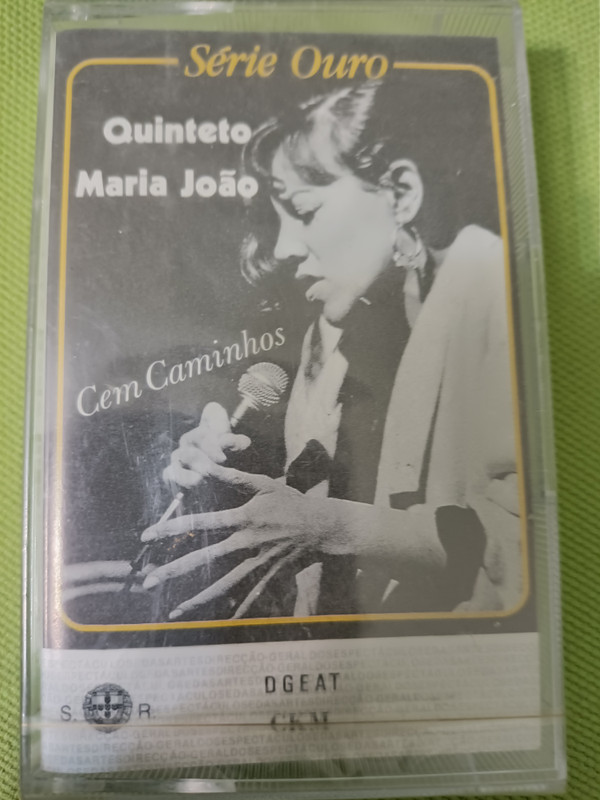 Série Ouro
Quinteto
Maria João
Cem Caminhos
DGEAT
S. R.
CKM